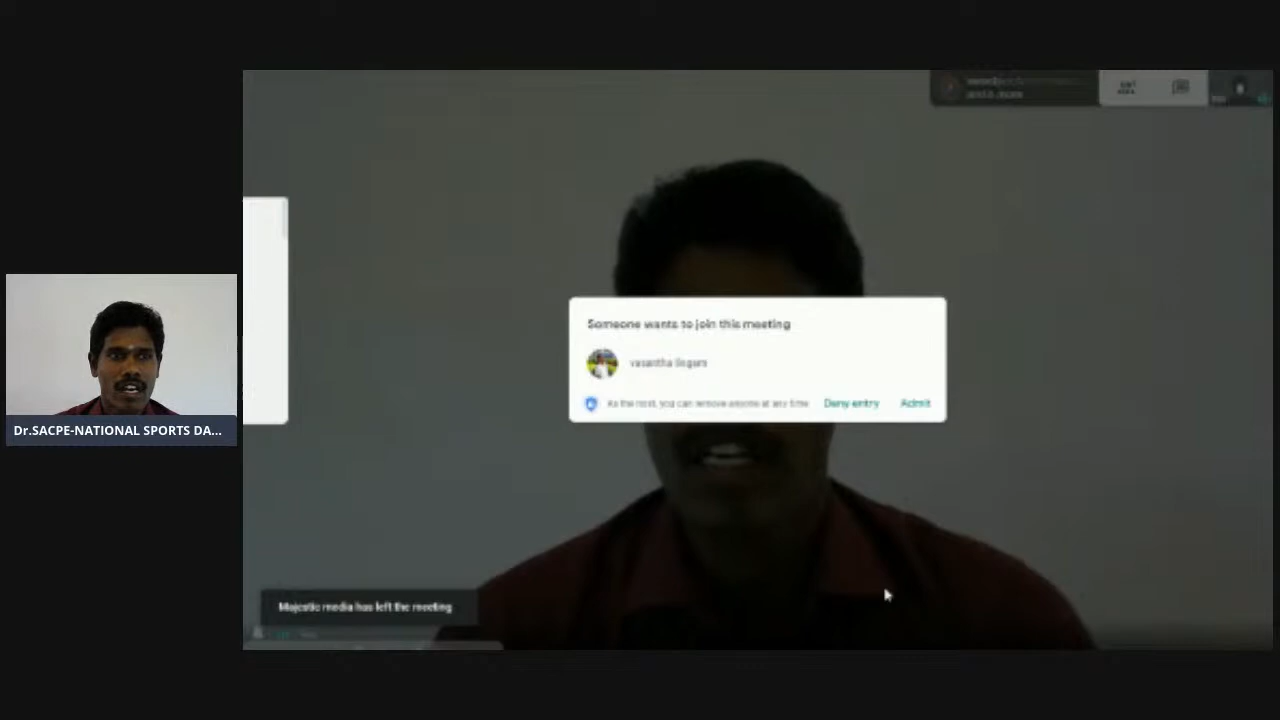 Someone wants to join this meeting
vasantha lingam
As the host, you can remove anyone at any time
Deny entry
Admit
Dr.SACPE-NATIONAL SPORTS DA...
Majestic media has left the meeting